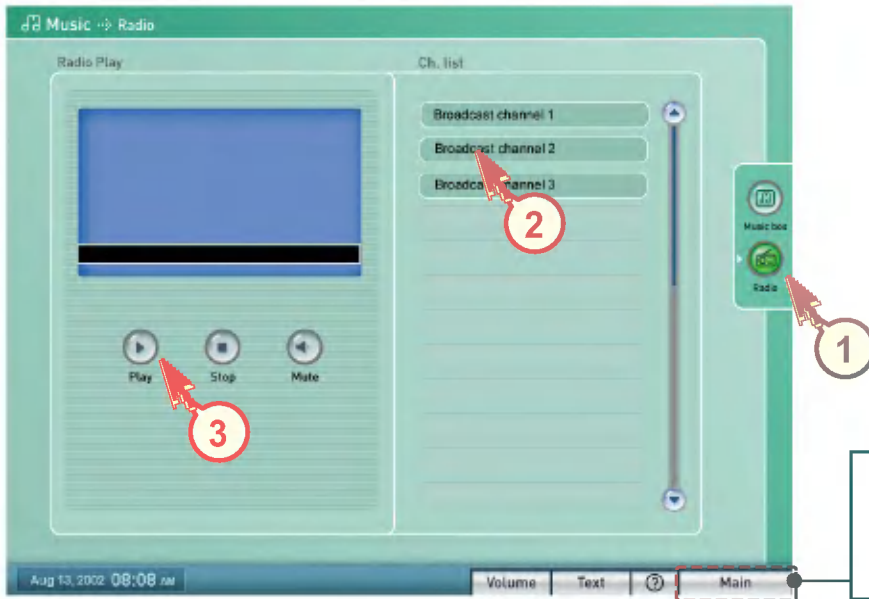 Music ··› Radio
Radio Play
Ch. list
Broadcast channel 1
Broadcast channel 2
Broadcast channel 3
2
Music box
Radio
1
Play
Stop
Mute
3
Aug 13, 2002 08:08 AM
Volume
Text
?
Main